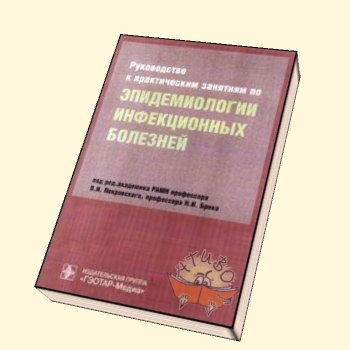 Руководство
к практическим занятиям по
ЭПИДЕМИОЛОГИИ
ИНФЕКЦИОННЫХ
БОЛЕЗНЕЙ
под ред. академика РАМН профессора
В.И. Покровского, профессора Н.И. Брико
ИЗДАТЕЛЬСКАЯ ГРУППА
«ГЭОТАР-Медиа»